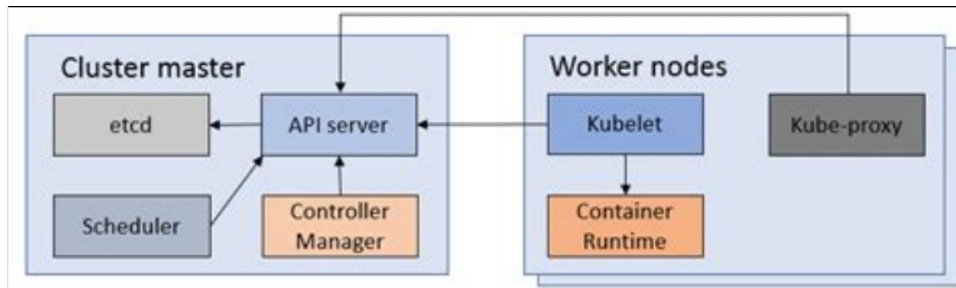 Cluster master
Worker nodes
etcd
API server
Kubelet
Kube-proxy
Scheduler
Controller
Manager
Container
Runtime